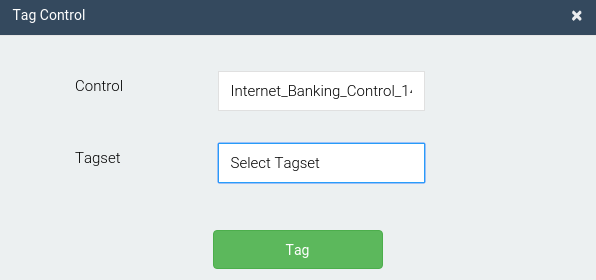 Tag Control ×
Control Internet_Banking_Control_1
Tagset Select Tagset
Tag